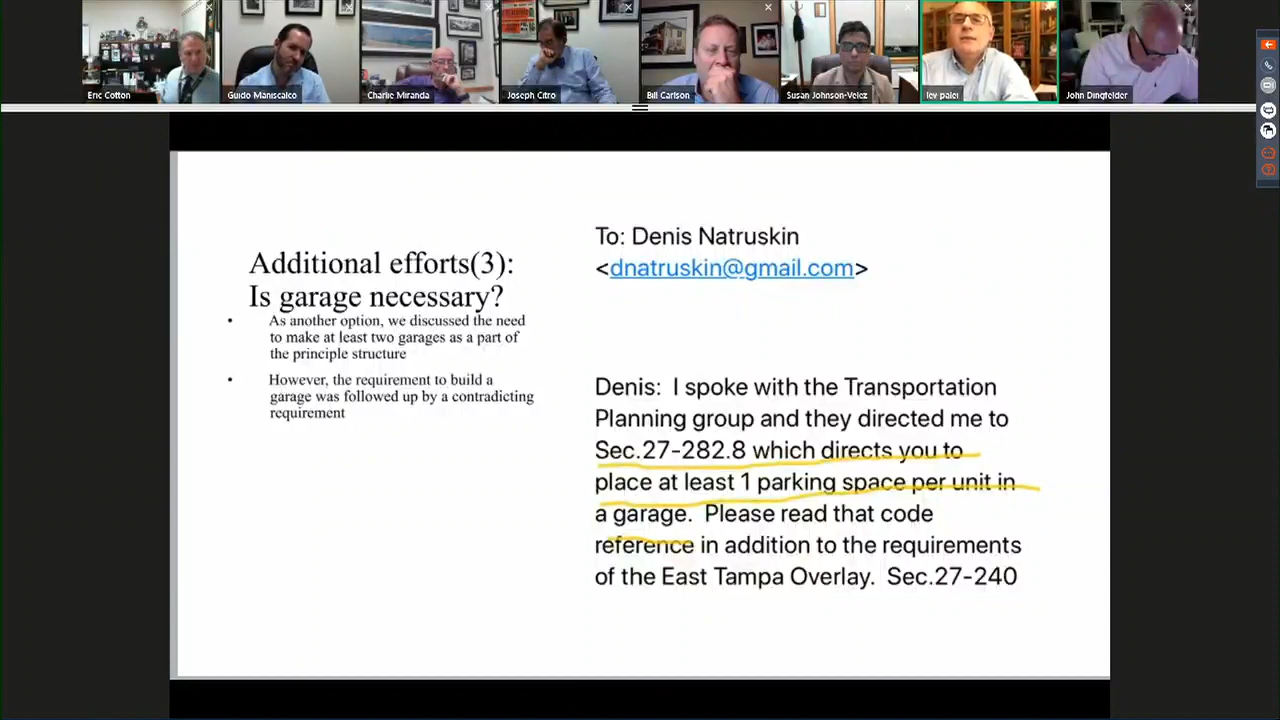 Eric Cotton
Guido Maniscalco
Charlie Miranda
Joseph Citro
Bill Carlson
Susan Johnson-Velez
lev palei
John Dingfelder
Additional efforts(3):
Is garage necessary?
• As another option, we discussed the need
to make at least two garages as a part of
the principle structure
• However, the requirement to build a
garage was followed up by a contradicting
requirement
To: Denis Natruskin
<dnatruskin@gmail.com>
Denis: I spoke with the Transportation
Planning group and they directed me to
Sec.27-282.8 which directs you to
place at least 1 parking space per unit in
a garage. Please read that code
reference in addition to the requirements
of the East Tampa Overlay. Sec.27-240